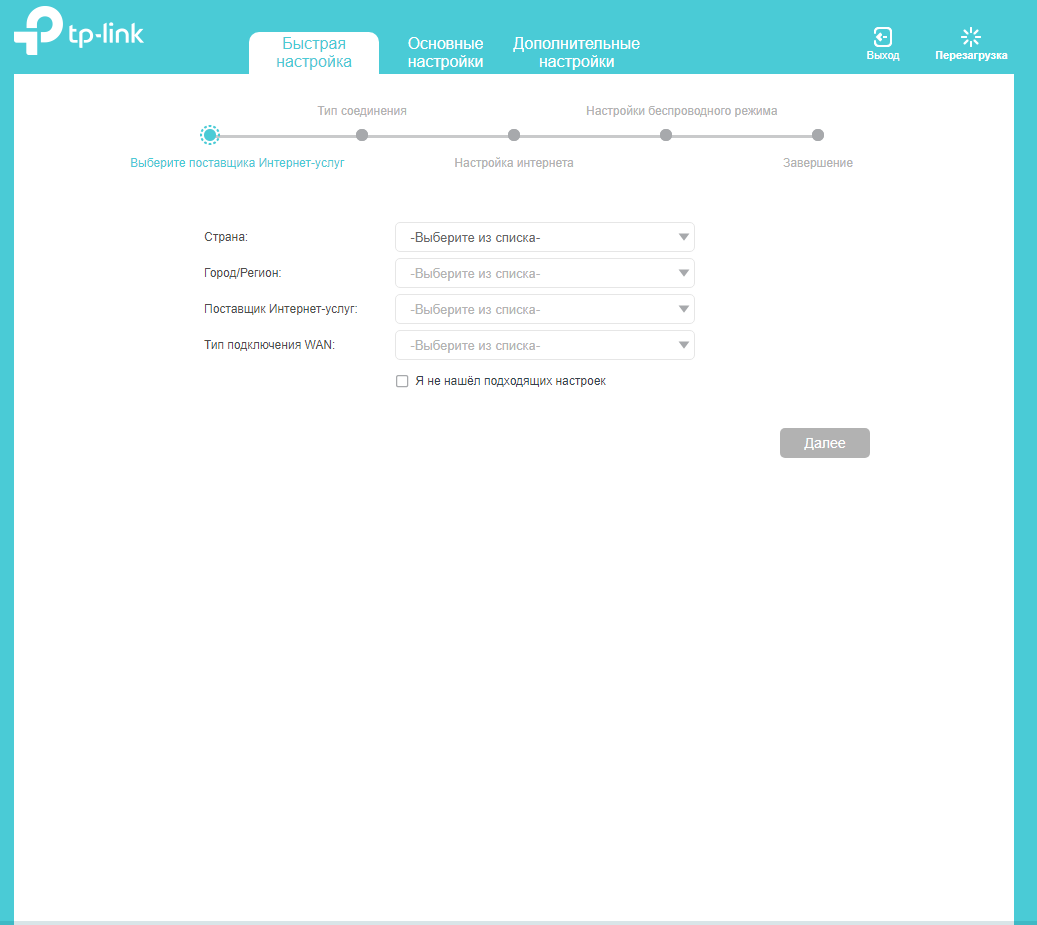 tp-link
Быстрая
настройка
Основные
настройки
Дополнительные
настройки
Выход
Перезагрузка
Тип соединения
Настройки беспроводного режима
Выберите поставщика Интернет-услуг
Настройка интернета
Завершение
Страна:
-Выберите из списка-
Город/Регион:
-Выберите из списка-
Поставщик Интернет-услуг:
-Выберите из списка-
Тип подключения WAN:
-Выберите из списка-
Я не нашёл подходящих настроек
Далее